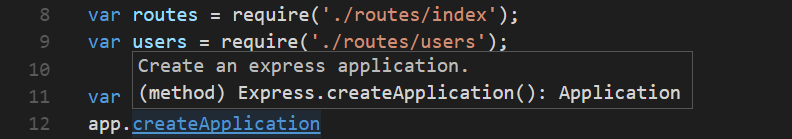 8 var routes = require('./routes/index');
9 var users = require('./routes/users');
10 Create an express application.
11 var (method) Express.createApplication(): Application
12 app.createApplication